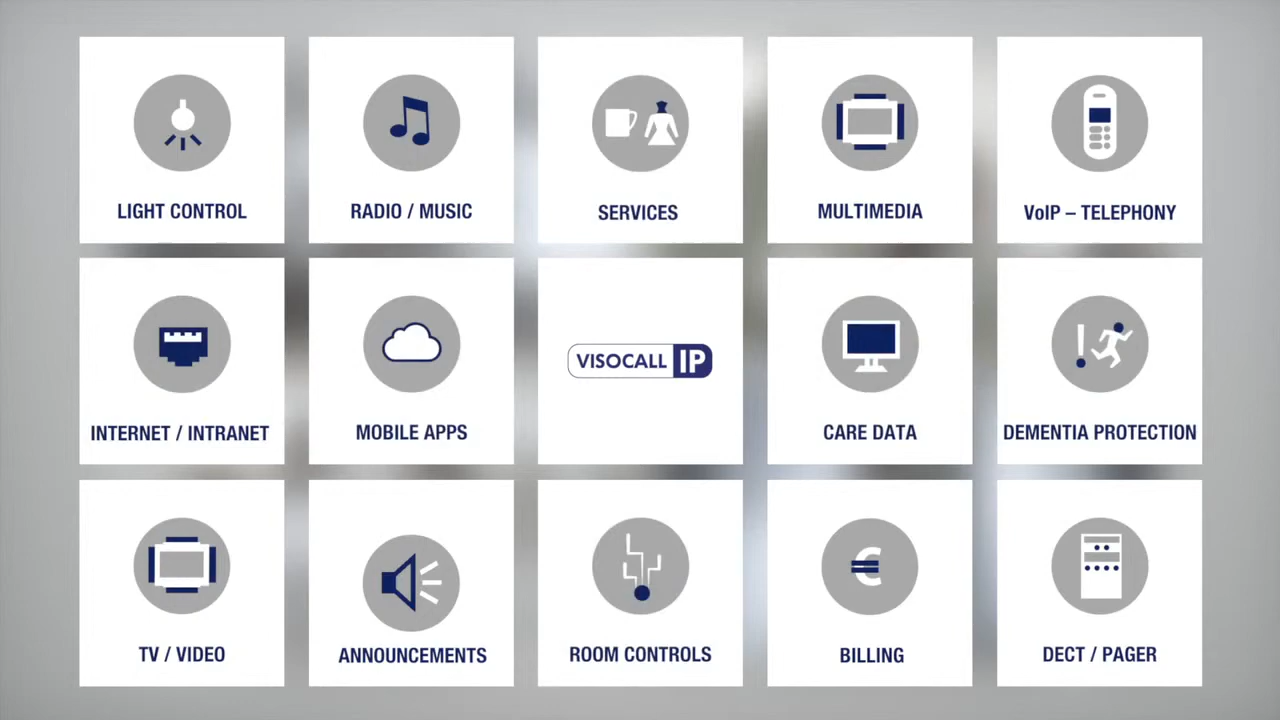 LIGHT CONTROL
RADIO / MUSIC
SERVICES
MULTIMEDIA
VoIP – TELEPHONY
INTERNET / INTRANET
MOBILE APPS
VISOCALL IP
CARE DATA
DEMENTIA PROTECTION
TV / VIDEO
ANNOUNCEMENTS
ROOM CONTROLS
BILLING
DECT / PAGER